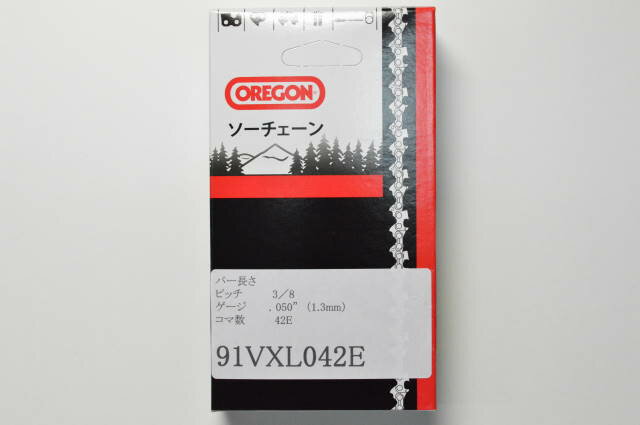 OREGON
ソーチェーン
バー長さ
ピッチ 3／8
ゲージ .050” (1.3mm)
コマ数 42E
91VXL042E